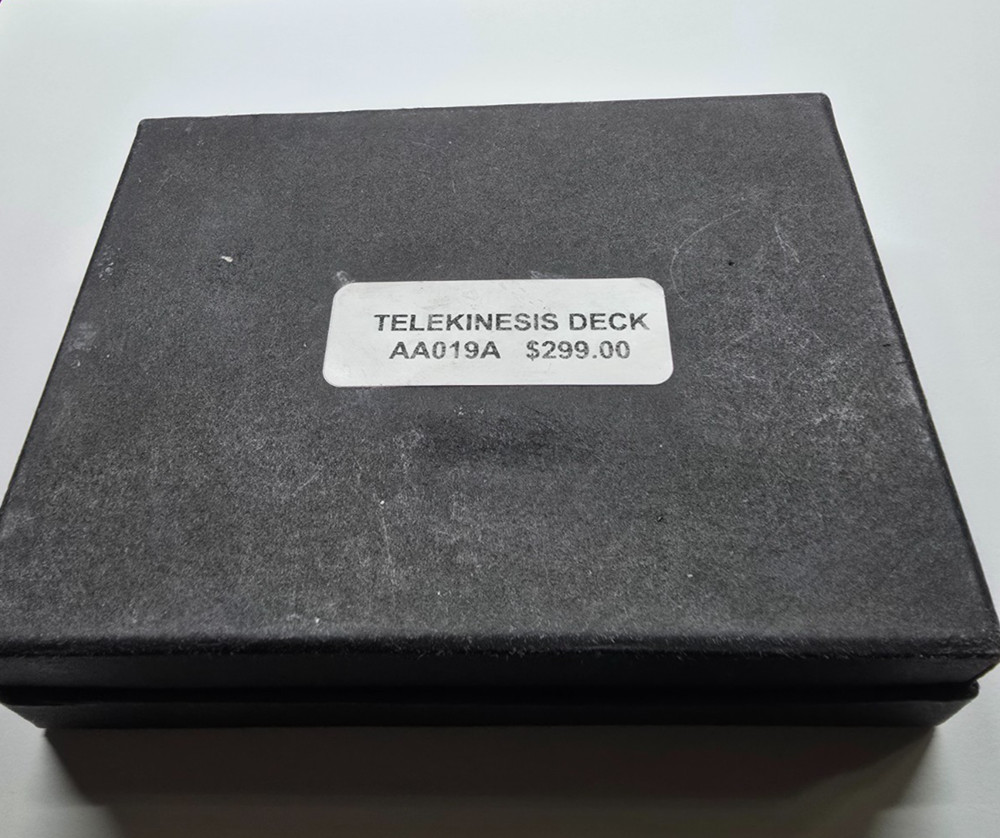 TELEKINESIS DECK
AA019A $299.00